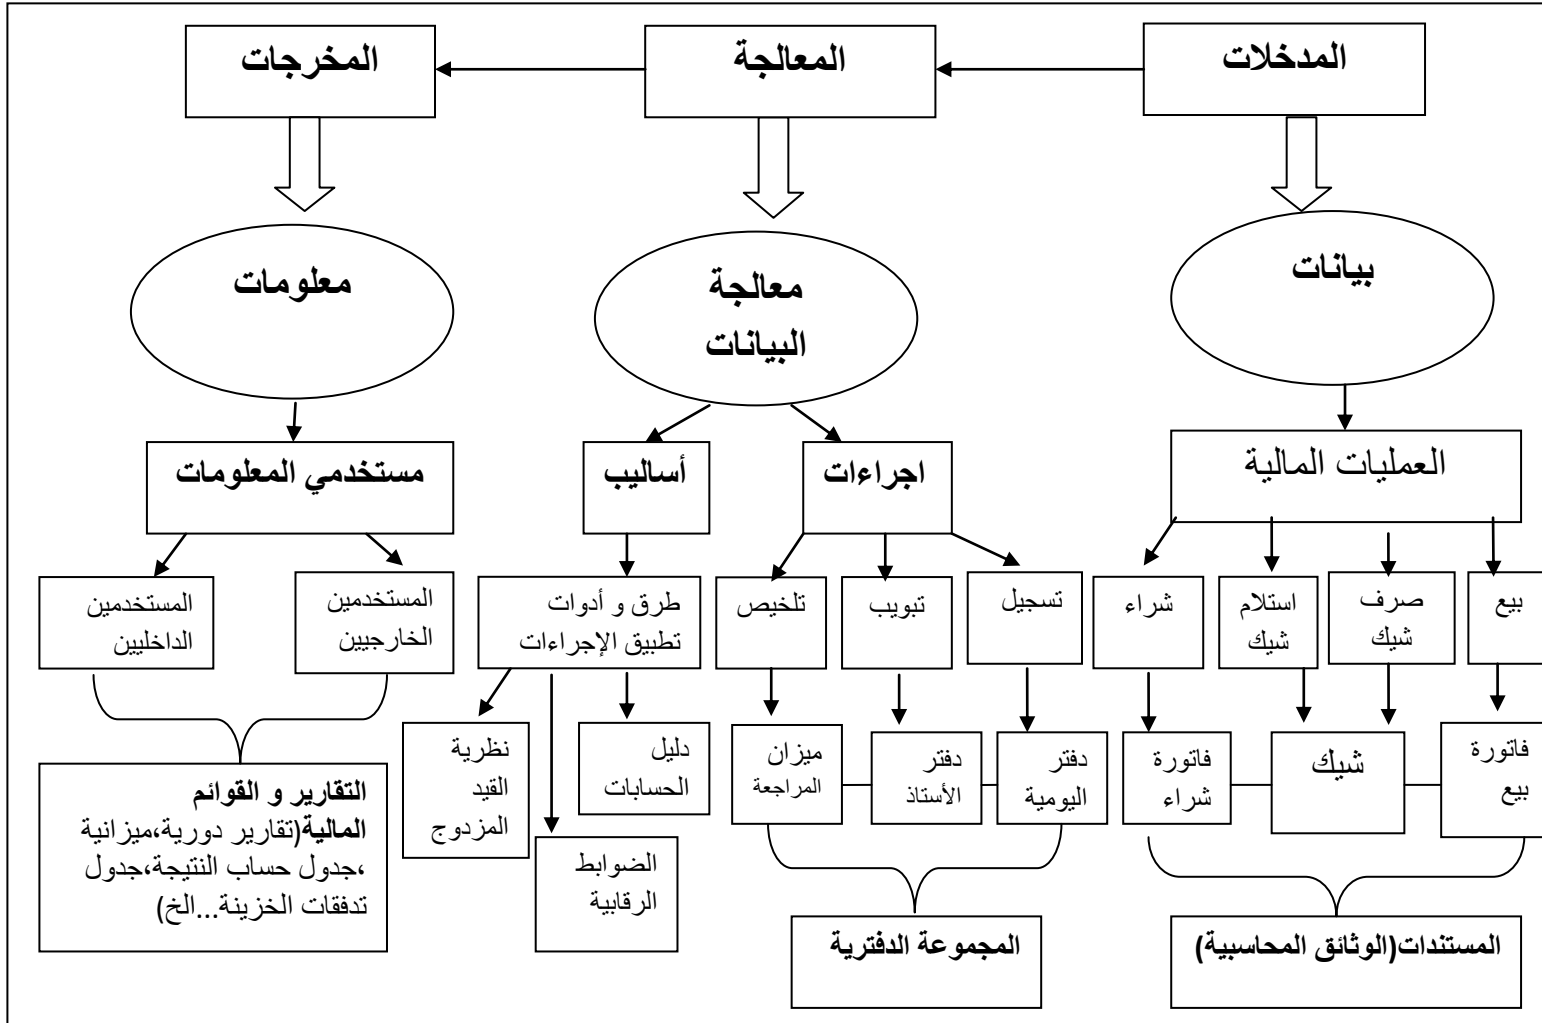 المدخلات
المعالجة
المخرجات
بيانات
معالجة
البيانات
معلومات
العمليات المالية
اجراءات
أساليب
مستخدمي المعلومات
بيع
صرف
شيك
استلام
شيك
شراء
تسجيل
تبويب
تلخيص
طرق و أدوات
تطبيق الإجراءات
المستخدمين
الخارجيين
المستخدمين
الداخليين
فاتورة
بيع
شيك
فاتورة
شراء
دفتر
اليومية
دفتر
الأستاذ
ميزان
المراجعة
دليل
الحسابات
نظرية
القيد
المزدوج
الضوابط
الرقابية
التقارير و القوائم
المالية(تقارير دورية،ميزانية
،جدول حساب النتيجة،جدول
تدفقات الخزينة...الخ)
المستندات(الوثائق المحاسبية)
المجموعة الدفترية